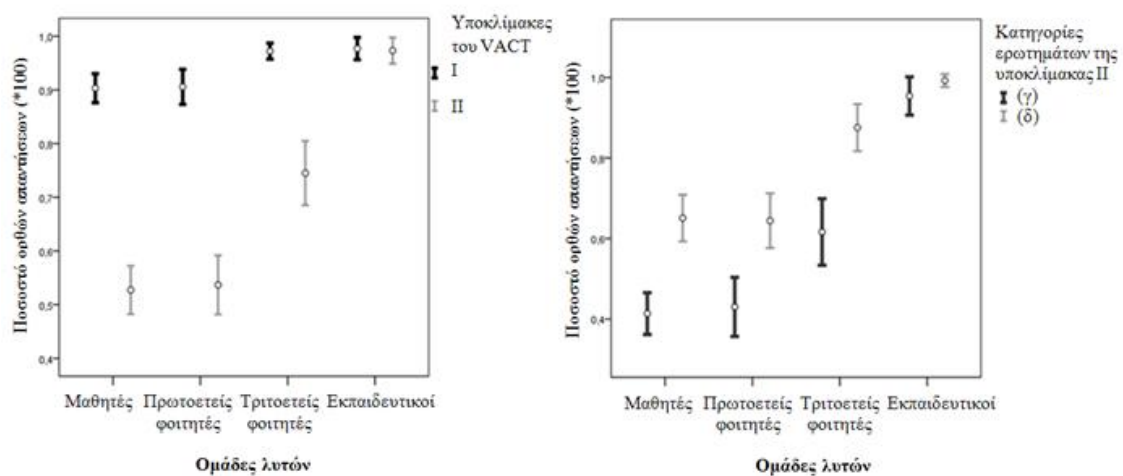 Ποσοστό ορθών απαντήσεων (*100)
1,0
0,9
0,8
0,7
0,6
0,5
0,4
Μαθητές
Πρωτοετείς
φοιτητές
Τριτοετείς
φοιτητές
Εκπαιδευτικοί
Ομάδες λυτών
Υποκλίμακες
του VACT
I
II
Ποσοστό ορθών απαντήσεων (*100)
1,0
0,8
0,6
0,4
Μαθητές
Πρωτοετείς
φοιτητές
Τριτοετείς
φοιτητές
Εκπαιδευτικοί
Ομάδες λυτών
Κατηγορίες
ερωτημάτων της
υποκλίμακας II
(γ)
(δ)